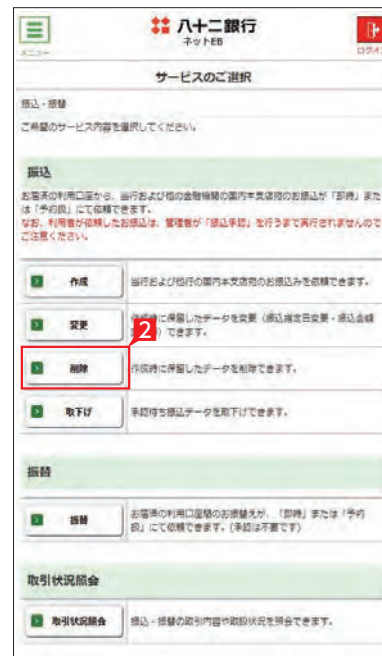 メニュー
八十二銀行
ネットEB
サービスのご選択
振込・振替
ご希望のサービス内容を選択してください。
振込
お客様の利用口座から、当行および他の金融機関の国内本支店宛のお振込が「即時」また
は「予約扱」にて依頼できます。
なお、利用者が依頼したお振込は、管理者が「振込承認」を行うまで実行されませんので
ご注意ください。
作成
当行および他行の国内本支店宛のお振込みを依頼できます。
変更
に保留したデータを変更（振込指定日変更・振込金額
）できます。
2
削除
作成時に保留したデータを削除できます。
取下げ
承認待ち振込データを取下げできます。
振替
振替
お客様の利用口座間のお振替えが、「即時」または「予約
扱」にて依頼できます。(承認は不要です)
取引状況照会
取引状況照会
振込・振替の取引内容や取扱状況を照会できます。